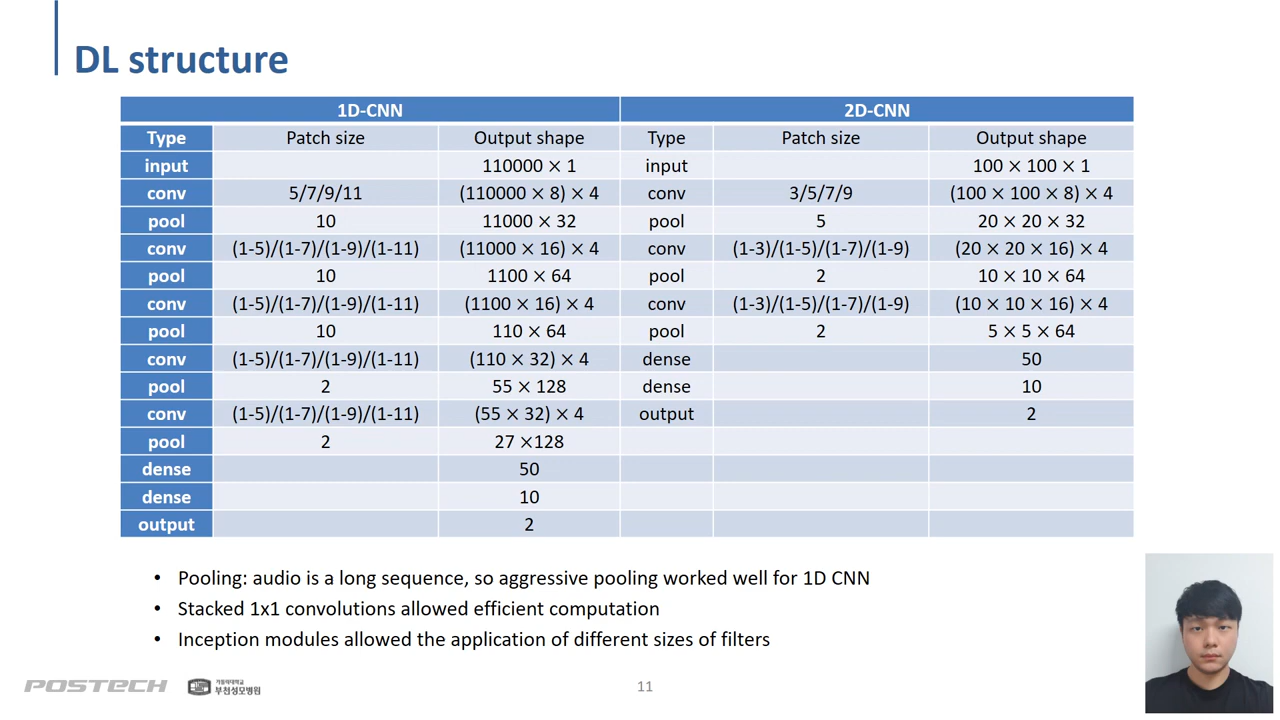 DL structure
1D-CNN 2D-CNN
Type Patch size Output shape Type Patch size Output shape
input 110000 × 1 input 100 × 100 × 1
conv 5/7/9/11 (110000 × 8) × 4 conv 3/5/7/9 (100 × 100 × 8) × 4
pool 10 11000 × 32 pool 5 20 × 20 × 32
conv (1-5)/(1-7)/(1-9)/(1-11) (11000 × 16) × 4 conv (1-3)/(1-5)/(1-7)/(1-9) (20 × 20 × 16) × 4
pool 10 1100 × 64 pool 2 10 × 10 × 64
conv (1-5)/(1-7)/(1-9)/(1-11) (1100 × 16) × 4 conv (1-3)/(1-5)/(1-7)/(1-9) (10 × 10 × 16) × 4
pool 10 110 × 64 pool 2 5 × 5 × 64
conv (1-5)/(1-7)/(1-9)/(1-11) (110 × 32) × 4 dense 50
pool 2 55 × 128 dense 10
conv (1-5)/(1-7)/(1-9)/(1-11) (55 × 32) × 4 output 2
pool 2 27 ×128
dense 50
dense 10
output 2
• Pooling: audio is a long sequence, so aggressive pooling worked well for 1D CNN
• Stacked 1x1 convolutions allowed efficient computation
• Inception modules allowed the application of different sizes of filters
POSTECH
가톨릭대학교
부천성모병원
11